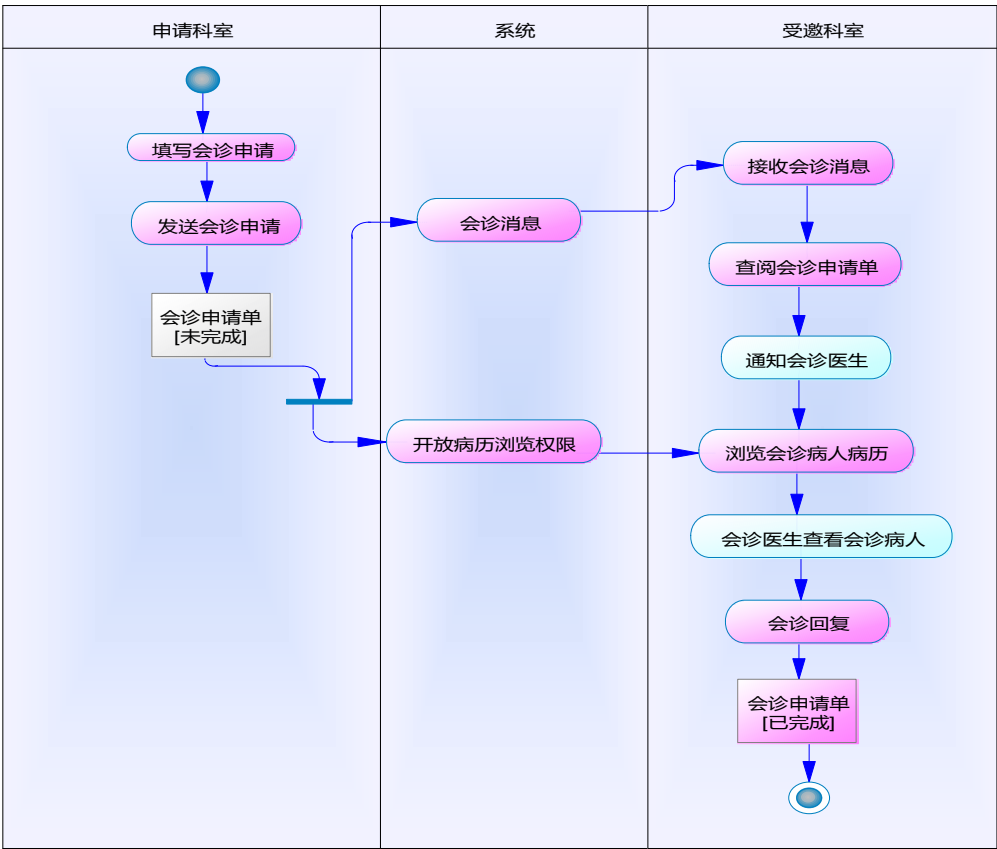 申请科室
系统
受邀科室
填写会诊申请
发送会诊申请
会诊申请单
[未完成]
会诊消息
开放病历浏览权限
接收会诊消息
查阅会诊申请单
通知会诊医生
浏览会诊病人病历
会诊医生查看会诊病人
会诊回复
会诊申请单
[已完成]